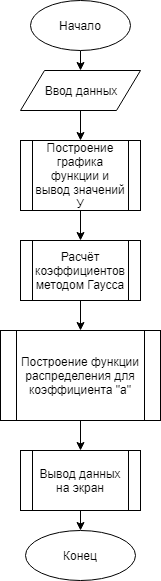 Начало
Ввод данных
Построение
графика
функции и
вывод значений
У
Расчёт
коэффициентов
методом Гаусса
Построение функции
распределения для
коэффициента "a"
Вывод данных
на экран
Конец